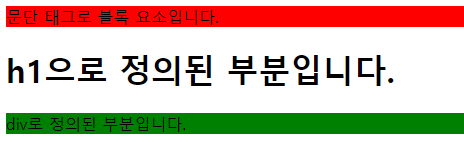 문단 태그로 블록 요소입니다.
h1으로 정의된 부분입니다.
div로 정의된 부분입니다.